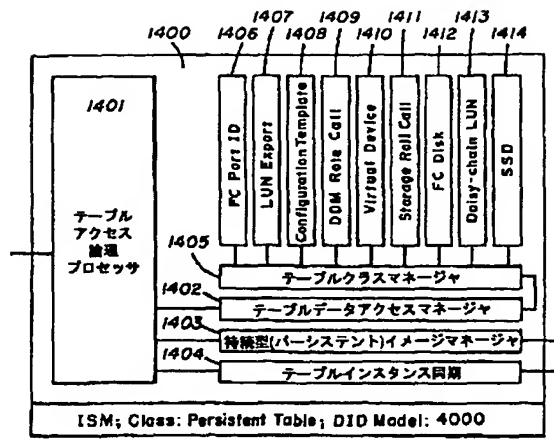 1400
1406
1407
1408
1409
1410
1411
1412
1413
1414
1401
テーブル
アクセス
論理
プロセッサ
PC Port ID
LUN Export
Configuration Template
DDM Rote Call
Virtual Device
Storage Roll Call
FC Disk
Daisy-chain LUN
SSD
1405
テーブルクラスマネージャ
1402
テーブルデータアクセスマネージャ
1403
持続型(パーシステント)イメージマネージャ
1404
テーブルインスタンス同期
ISM; Class: Persistent Table; DID Model: 4000